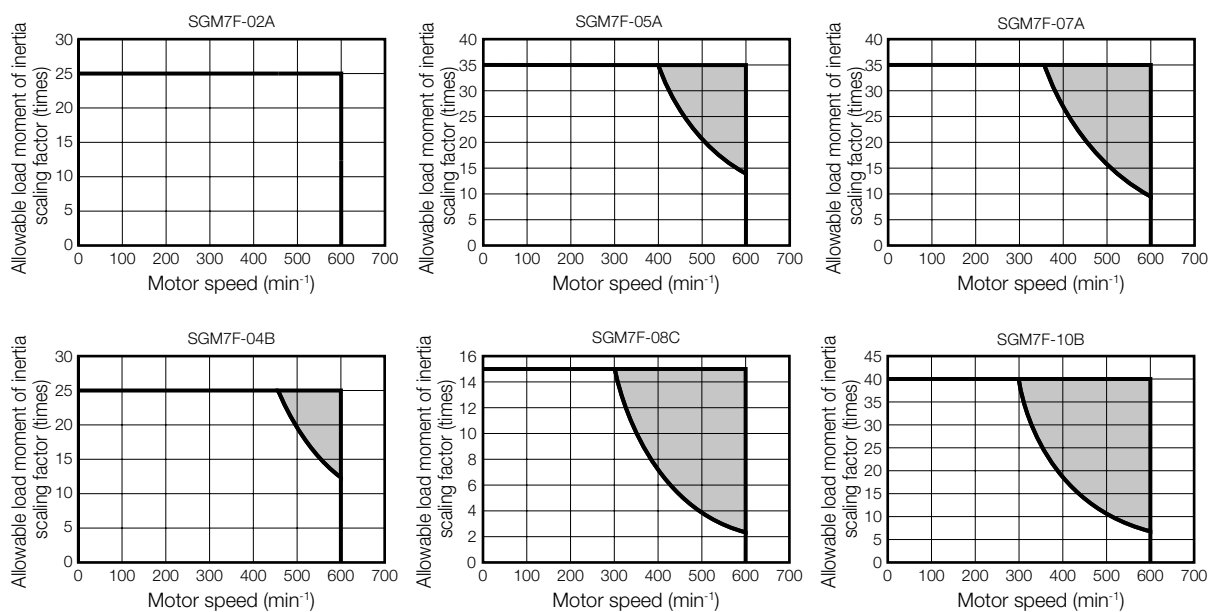 SGM7F-02A
Allowable load moment of inertia
scaling factor (times)
30
25
20
15
10
5
0
0 100 200 300 400 500 600 700
Motor speed (min⁻¹)
SGM7F-05A
Allowable load moment of inertia
scaling factor (times)
40
35
30
25
20
15
10
5
0
0 100 200 300 400 500 600 700
Motor speed (min⁻¹)
SGM7F-07A
Allowable load moment of inertia
scaling factor (times)
40
35
30
25
20
15
10
5
0
0 100 200 300 400 500 600 700
Motor speed (min⁻¹)
SGM7F-04B
Allowable load moment of inertia
scaling factor (times)
30
25
20
15
10
5
0
0 100 200 300 400 500 600 700
Motor speed (min⁻¹)
SGM7F-08C
Allowable load moment of inertia
scaling factor (times)
16
14
12
10
8
6
4
2
0
0 100 200 300 400 500 600 700
Motor speed (min⁻¹)
SGM7F-10B
Allowable load moment of inertia
scaling factor (times)
45
40
35
30
25
20
15
10
5
0
0 100 200 300 400 500 600 700
Motor speed (min⁻¹)